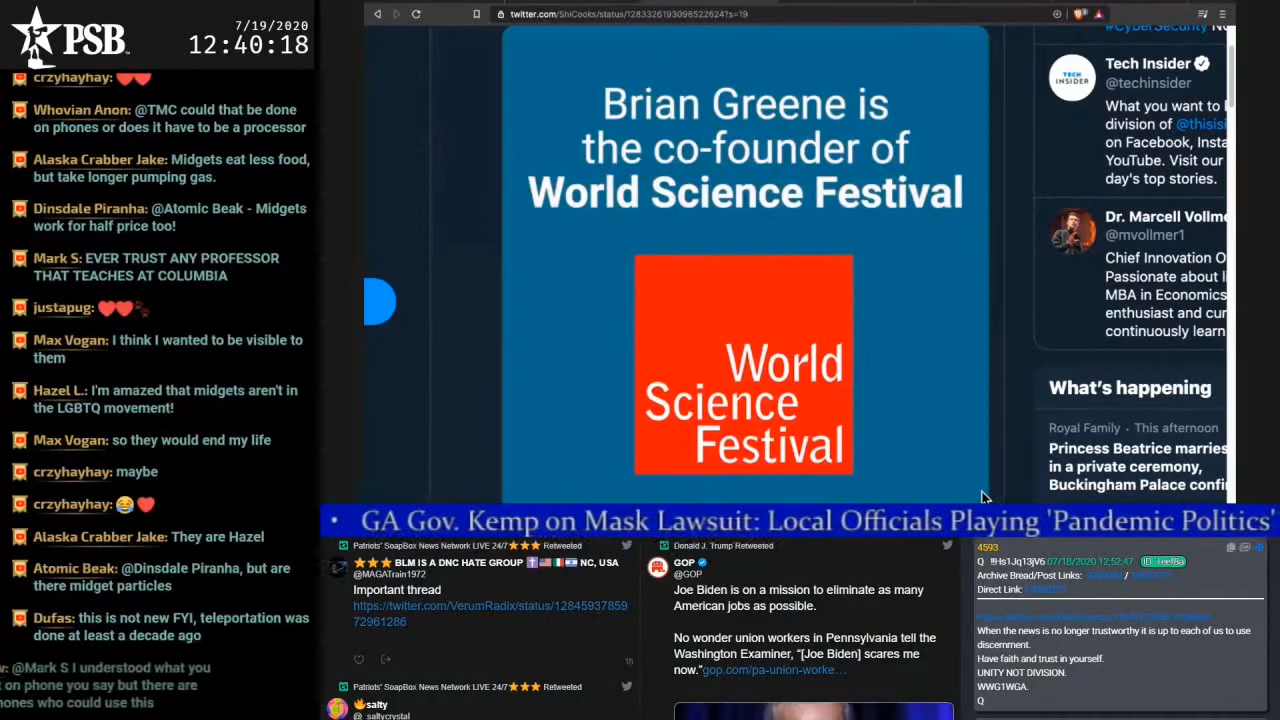 PSB
7/19/2020
12:40:18
crzyhayhay:
Whovian Anon: @TMC could that be done
on phones or does it have to be a processor
Alaska Crabber Jake: Midgets eat less food,
but take longer pumping gas.
Dinsdale Piranha: @Atomic Beak - Midgets
work for half price too!
Mark S: EVER TRUST ANY PROFESSOR
THAT TEACHES AT COLUMBIA
justapug:
Max Vogan: I think I wanted to be visible to
them
Hazel L.: I'm amazed that midgets aren't in
the LGBTQ movement!
Max Vogan: so they would end my life
crzyhayhay: maybe
crzyhayhay:
Alaska Crabber Jake: They are Hazel
Atomic Beak: @Dinsdale Piranha, but are
there midget particles
Dufas: this is not new FYI, teleportation was
done at least a decade ago
@Mark S I understood what you
on phone you say but there are
who could use this
twitter.com/ShiCooks/status/1283326193098522624?s=19
Brian Greene is
the co-founder of
World Science Festival
World
Science
Festival
#CyberSecurity
Tech Insider
@techinsider
What you want to
division of
on Facebook, Insta
YouTube. Visit our
day's top stories.
Dr. Marcell Vollme
@mvollmer1
Chief Innovation O
Passionate about
MBA in Economics
enthusiast and cur
continuously learn
What's happening
Royal Family · This afternoon
Princess Beatrice marries
in a private ceremony,
Buckingham Palace confi
• GA Gov. Kemp on Mask Lawsuit: Local Officials Playing 'Pandemic Politics'
Patriots' SoapBox News Network LIVE 24/7 Retweeted
BLM IS A DNC HATE GROUP NC, USA
@MAGATrain1972
Important thread
https://twitter.com/VerumRadix/status/12845937859
72961286
1h
Patriots' SoapBox News Network LIVE 24/7 Retweeted
salty
@_saltycrystal
Donald J. Trump Retweeted
GOP
@GOP
Joe Biden is on a mission to eliminate as many
American jobs as possible.
No wonder union workers in Pennsylvania tell the
Washington Examiner, “[Joe Biden] scares me
now.”gop.com/pa-union-worke…
4593
Q !!Hs1Jq13jV6 07/18/2020 12:52:47
Archive Bread/Post Links:
Direct Link:
When the news is no longer trustworthy it is up to each of us to use
discernment.
Have faith and trust in yourself.
UNITY NOT DIVISION.
WWG1WGA.
Q